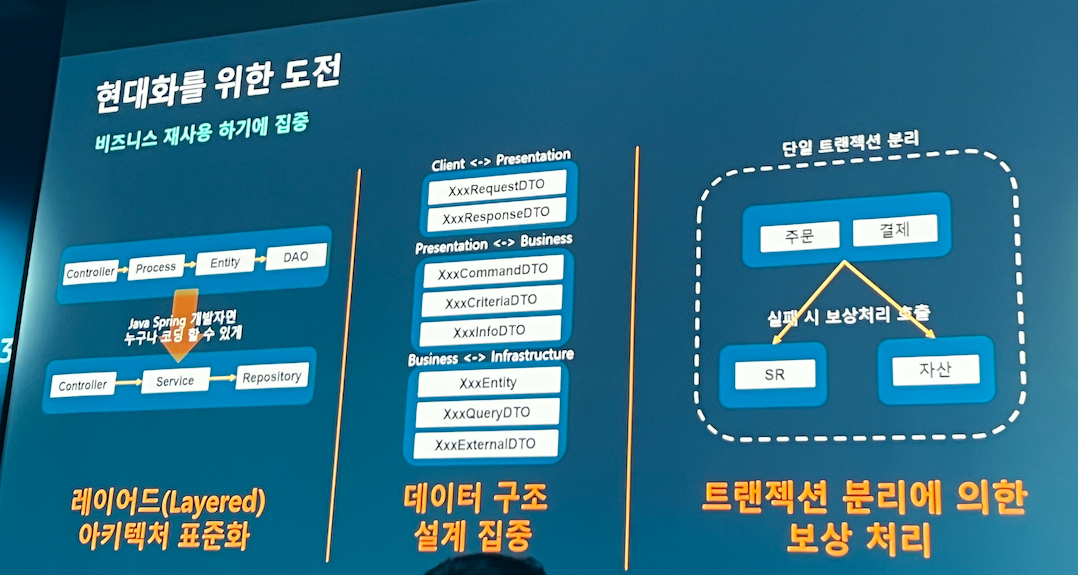 현대화를 위한 도전
비즈니스 재사용 하기에 집중
Controller
Process
Entity
DAO
Java Spring 개발자면
누구나 코딩 할 수 있게
Controller
Service
Repository
레이어드(Layered)
아키텍처 표준화
Client <-> Presentation
XxxRequestDTO
XxxResponseDTO
Presentation <-> Business
XxxCommandDTO
XxxCriteriaDTO
XxxInfoDTO
Business <-> Infrastructure
XxxEntity
XxxQueryDTO
XxxExternalDTO
데이터 구조
설계 집중
단일 트랜젝션 분리
주문
결제
실패 시 보상처리 호출
SR
자산
트랜젝션 분리에 의한
보상 처리
3